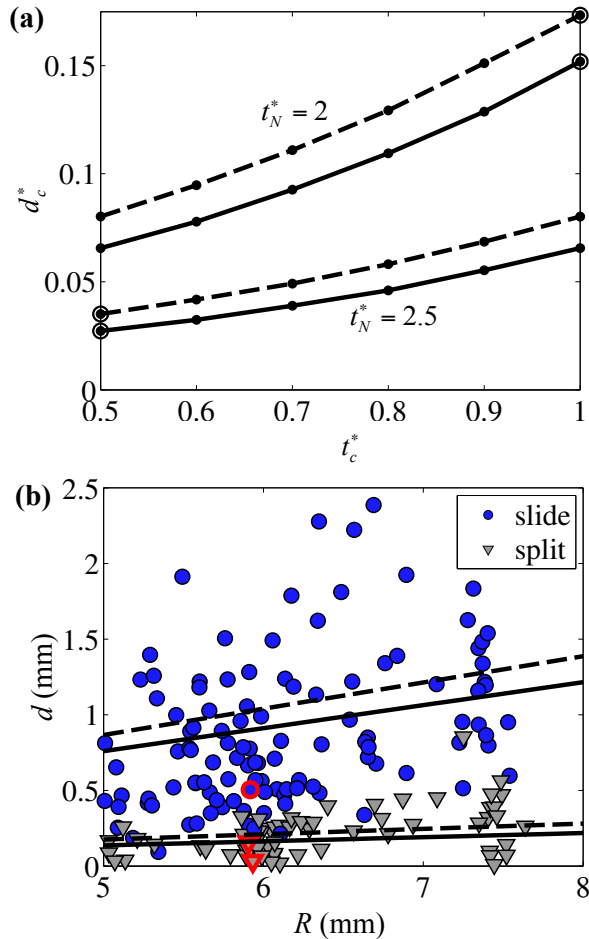 (a)
0.15
0.1
0.05
0
d*c
t*N = 2
t*N = 2.5
0.5 0.6 0.7 0.8 0.9 1
t*c
(b)
2.5
2
1.5
1
0.5
0
d (mm)
slide
split
5 6 7 8
R (mm)